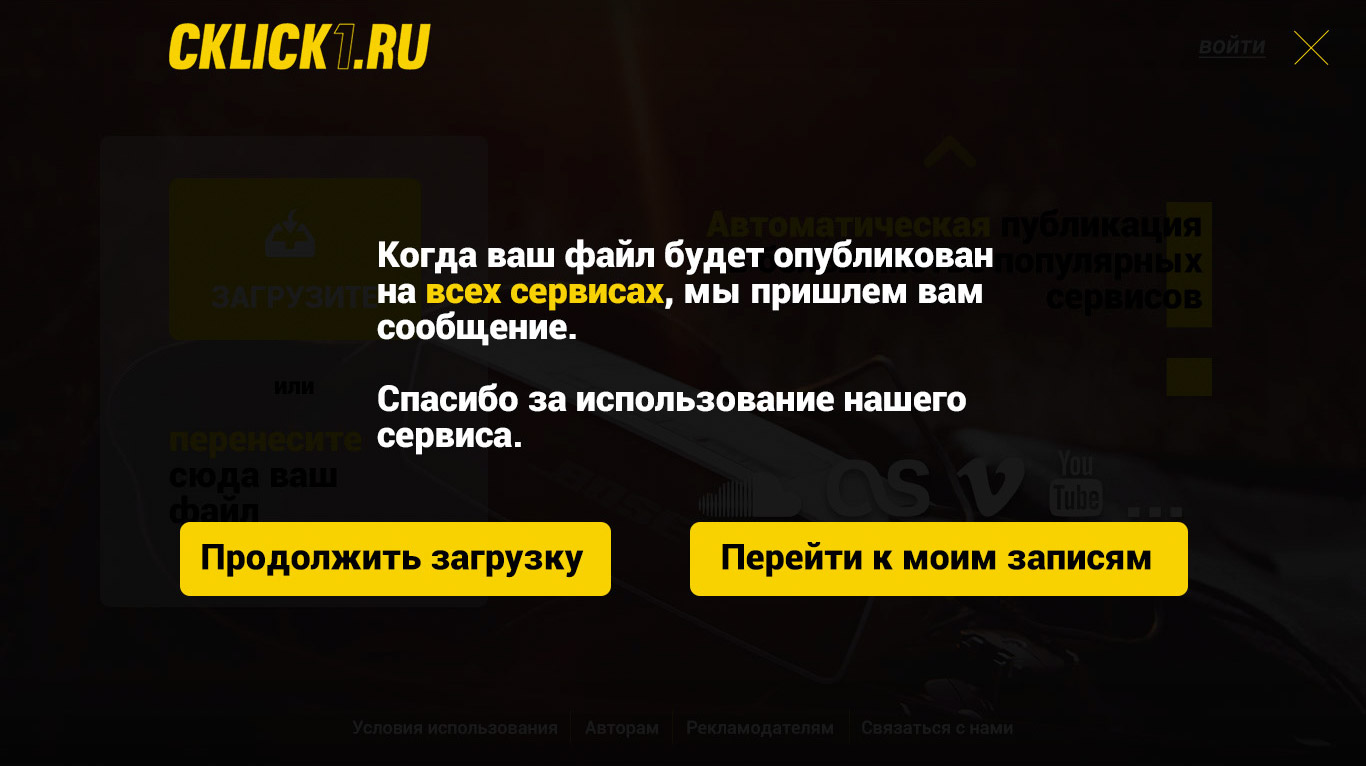 CKLICK1.RU
ВОЙТИ
Автоматическая публикация
популярных
сервисов
ЗАГРУЗИТЕ
или
перенесите
сюда ваш
файл
Когда ваш файл будет опубликован
на всех сервисах, мы пришлем вам
сообщение.
Спасибо за использование нашего
сервиса.
os
You
Tube
...
Продолжить загрузку
Перейти к моим записям
Условия использования
Авторам
Рекламодателям
Связаться с нами